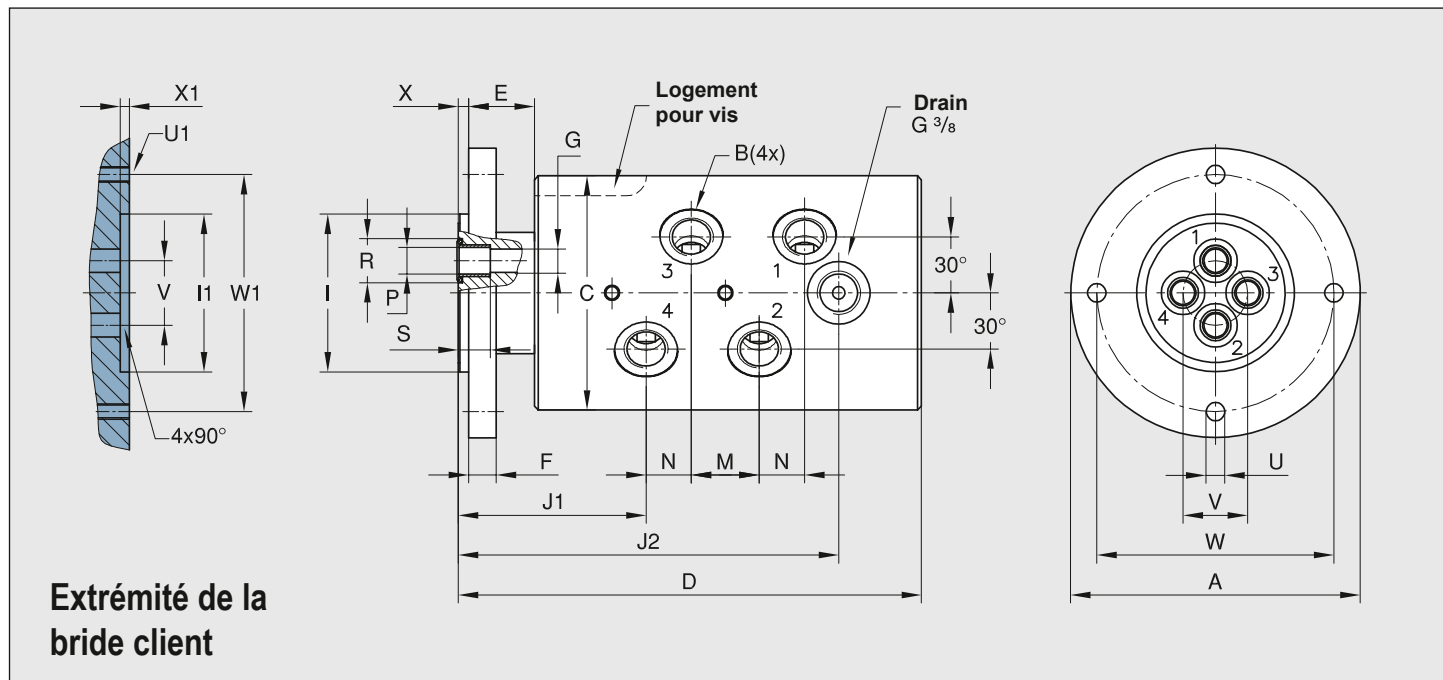 X1
X
E
Logement
pour vis
Drain
G 3/8
U1
G
B(4x)
R
V
I1
W1
I
P
S
C
3
1
4
2
30°
30°
1
3
4
2
4x90°
F
N
M
N
U
J1
V
J2
W
D
A
Extrémité de la
bride client